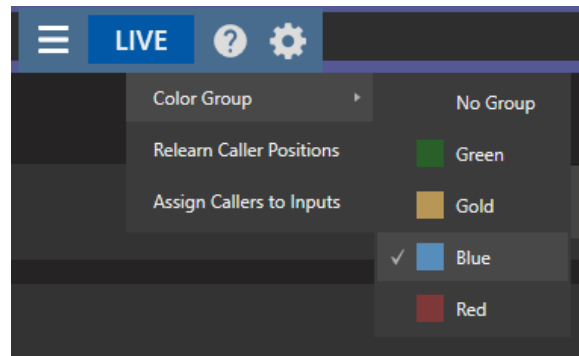 LIVE ?
Color Group
Relearn Caller Positions
Assign Callers to Inputs
No Group
Green
Gold
Blue
Red